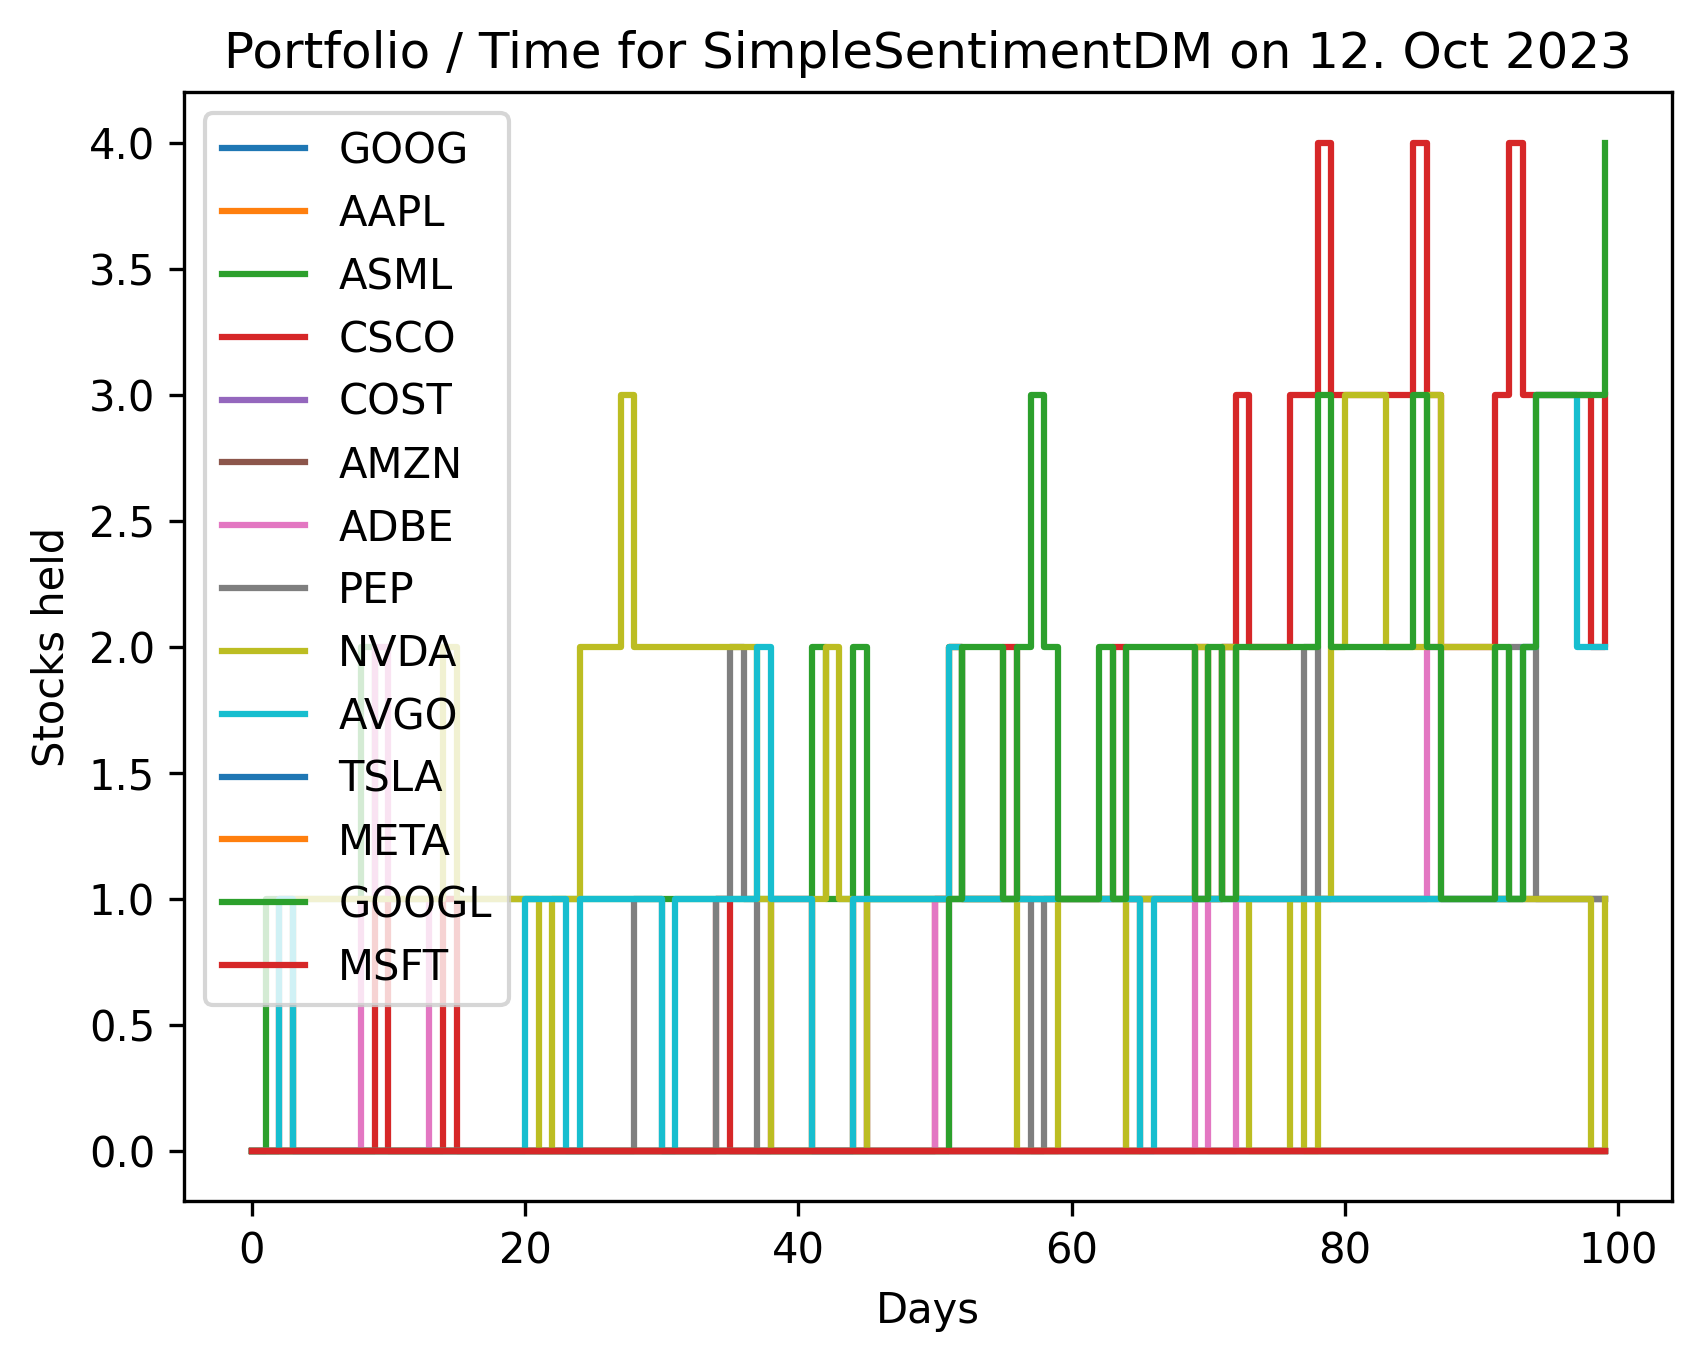 Portfolio / Time for SimpleSentimentDM on 12. Oct 2023
4.0
3.5
3.0
2.5
2.0
1.5
1.0
0.5
0.0
Stocks held
GOOG
AAPL
ASML
CSCO
COST
AMZN
ADBE
PEP
NVDA
AVGO
TSLA
META
GOOGL
MSFT
0 20 40 60 80 100
Days